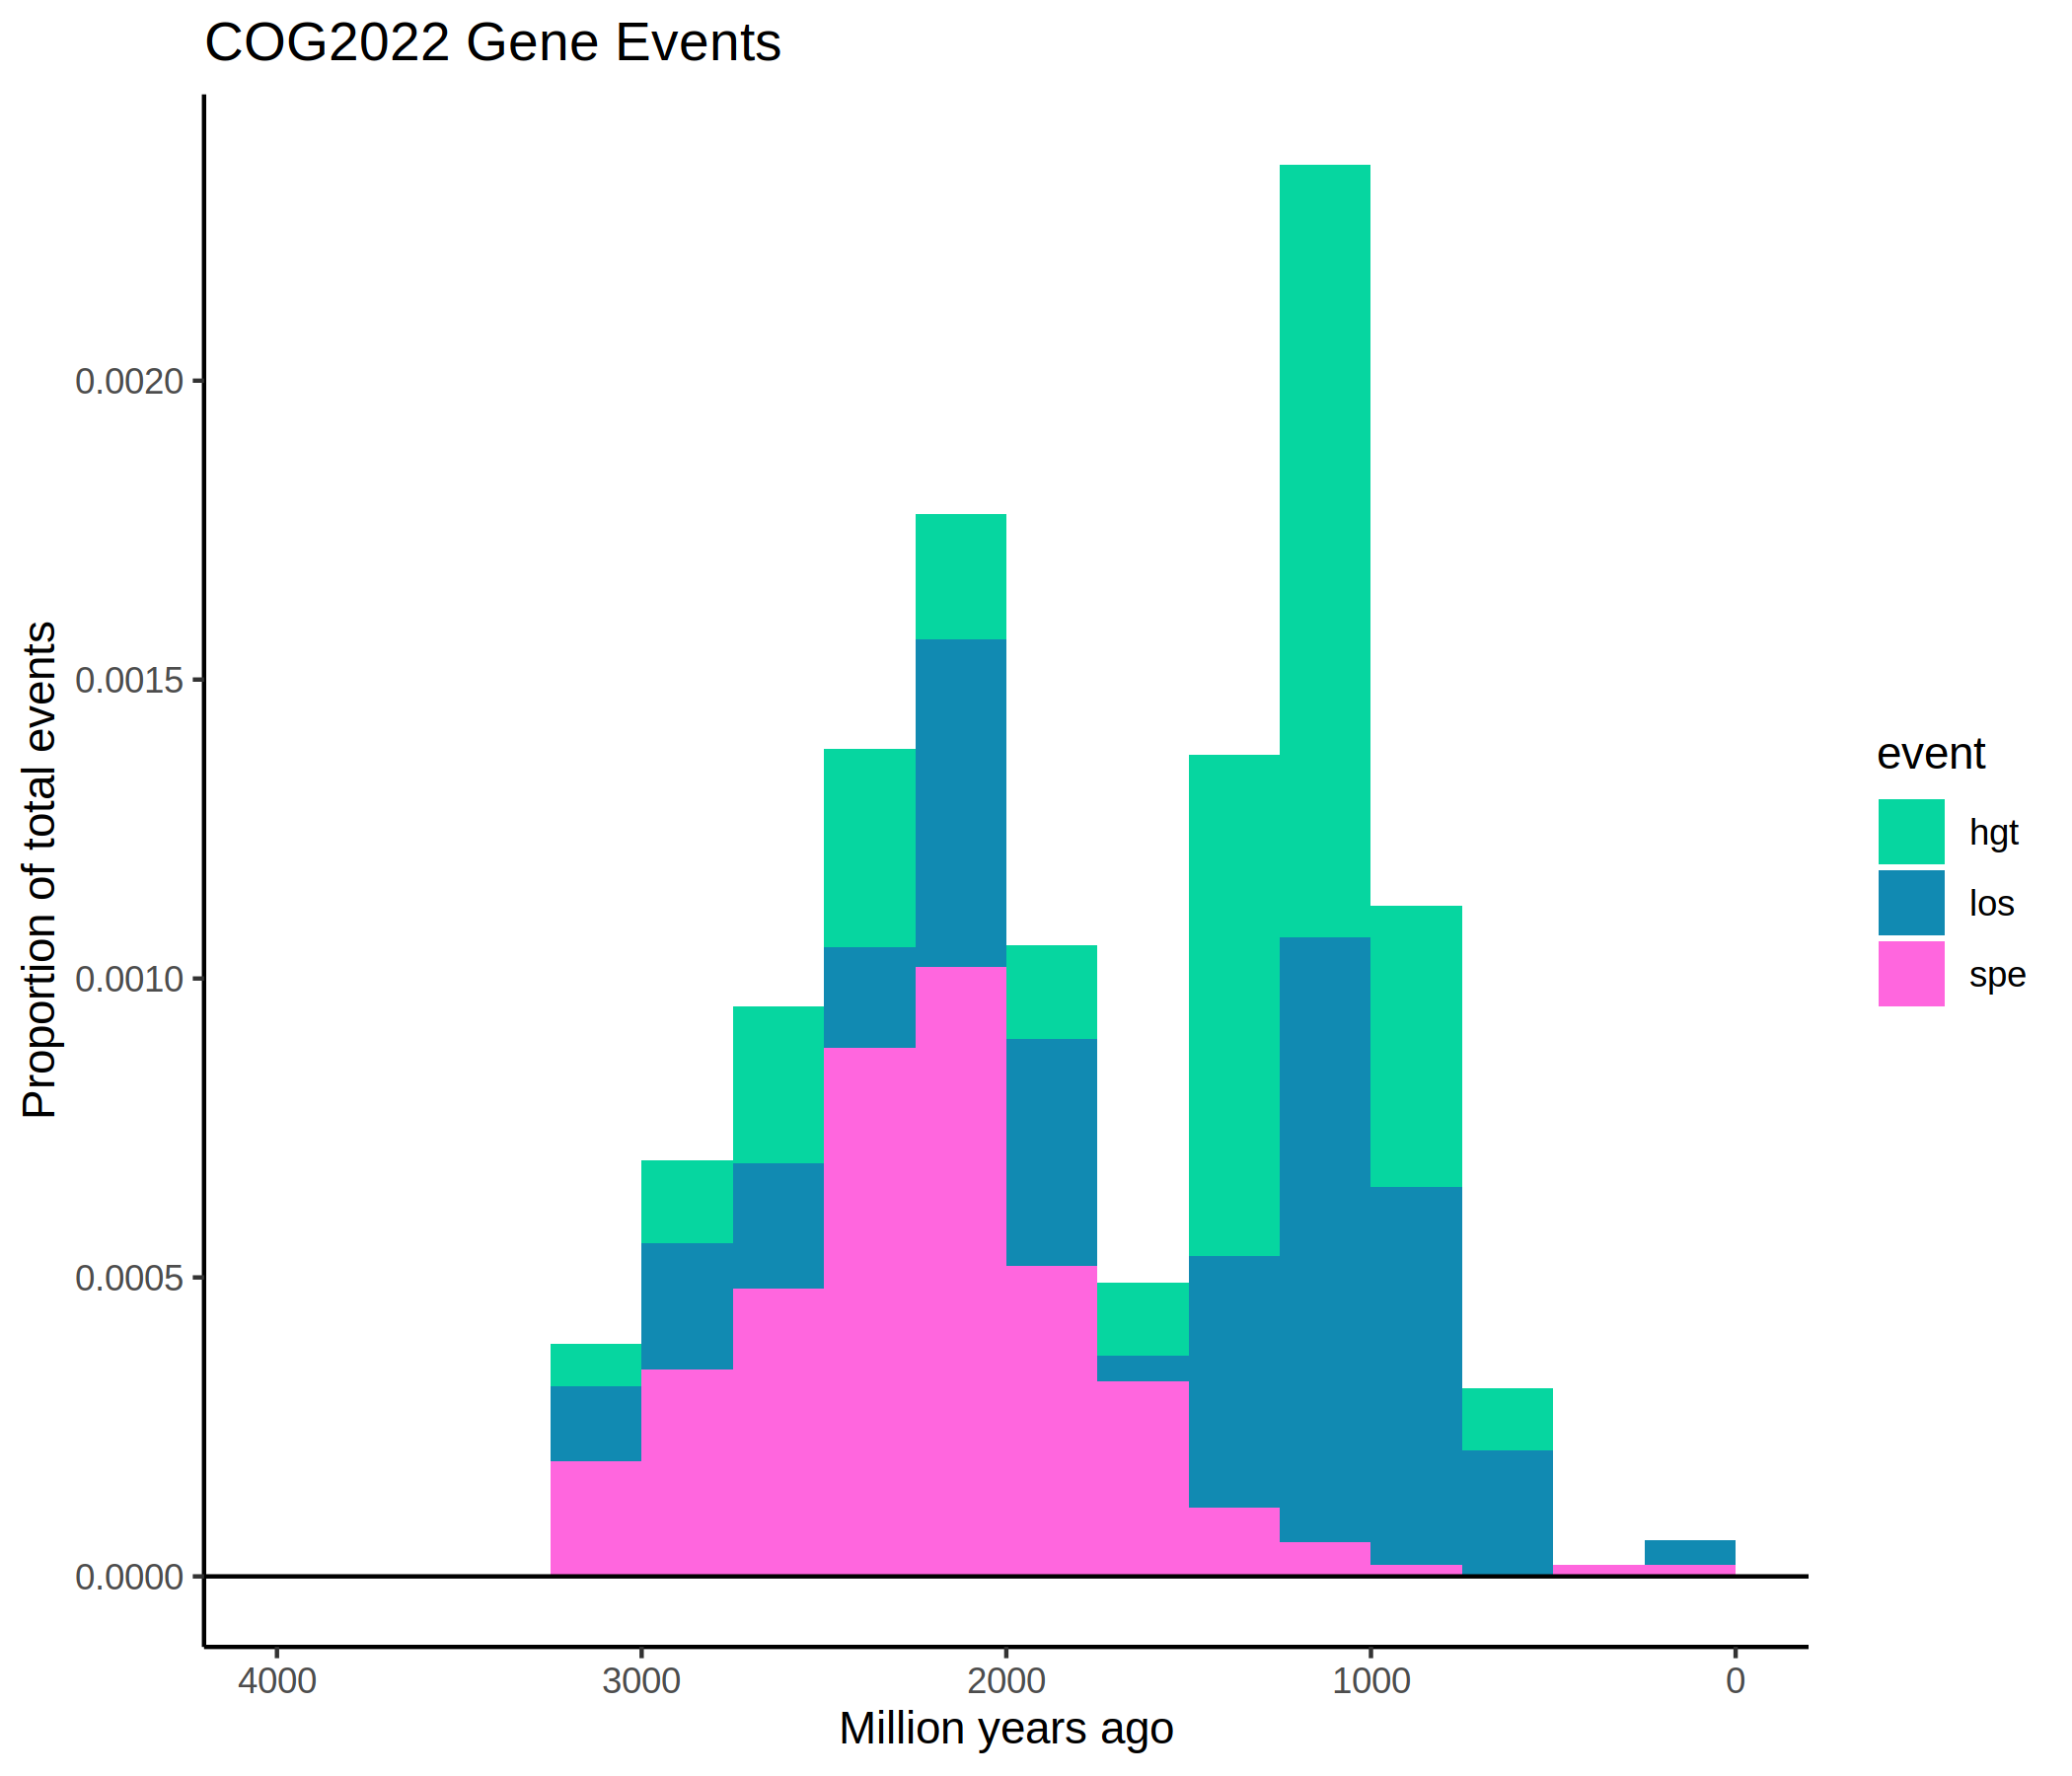 COG2022 Gene Events
Proportion of total events
0.0020
0.0015
0.0010
0.0005
0.0000
4000 3000 2000 1000 0
Million years ago
event
hgt
los
spe